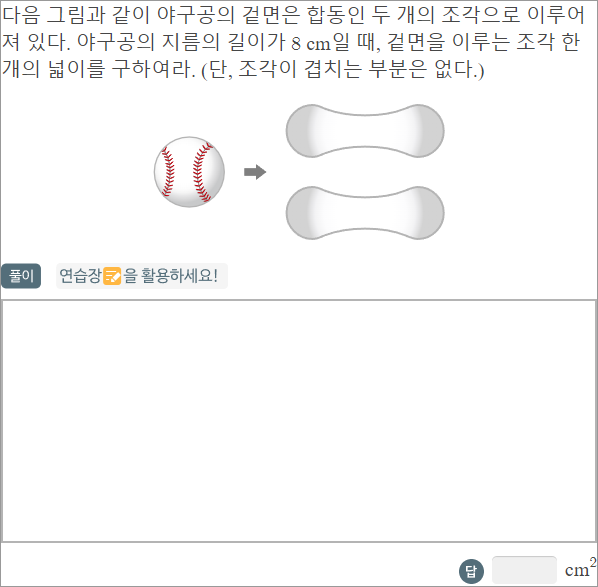 다음 그림과 같이 야구공의 겉면은 합동인 두 개의 조각으로 이루어
져 있다. 야구공의 지름의 길이가 8 cm일 때, 겉면을 이루는 조각 한
개의 넓이를 구하여라. (단, 조각이 겹치는 부분은 없다.)
풀이 연습장을 활용하세요!
답 cm²